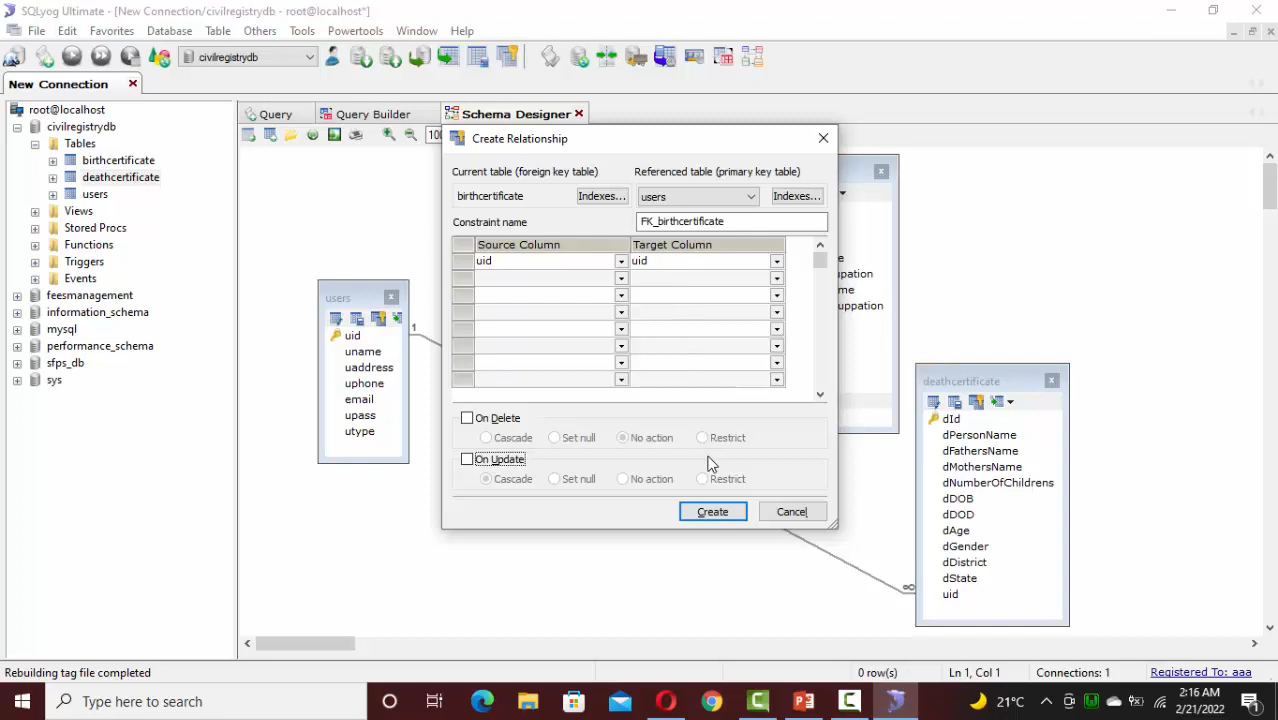 SQLyog Ultimate - [New Connection/civilregistrydb - root@localhost*]
File Edit Favorites Database Table Others Tools Powertools Window Help
civilregistrydb
New Connection
Query
Query Builder
Schema Designer
root@localhost
civilregistrydb
Tables
birthcertificate
deathcertificate
users
Views
Stored Procs
Functions
Triggers
Events
feesmanagement
information_schema
mysql
performance_schema
sfps_db
sys
users
uid
uname
uaddress
uphone
email
upass
utype
1
Create Relationship
Current table (foreign key table)
Referenced table (primary key table)
birthcertificate
Indexes...
users
Indexes...
Constraint name
FK_birthcertificate
Source Column
Target Column
uid
uid
On Delete
Cascade Set null No action Restrict
On Update
Cascade Set null No action Restrict
Create
Cancel
deathcertificate
dId
dPersonName
dFathersName
dMothersName
dNumberOfChildrens
dDOB
dDOD
dAge
dGender
dDistrict
dState
uid
∞
Rebuilding tag file completed
0 row(s)
Ln 1, Col 1
Connections: 1
Registered To: aaa
Type here to search
21°C
2:16 AM
2/21/2022
1